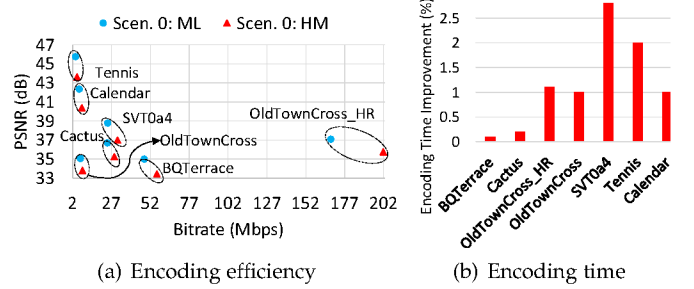 Scen. 0: ML Scen. 0: HM
47
45
43
41
39
37
35
33
PSNR (dB)
Tennis
Calendar
SVT0a4
Cactus
OldTownCross
OldTownCross_HR
BQTerrace
2 27 52 77 102 127 152 177 202
Bitrate (Mbps)
(a) Encoding efficiency
Encoding Time Improvement (%)
2.5
2
1.5
1
0.5
0
BQTerrace
Cactus
OldTownCross_HR
OldTownCross
SVT0a4
Tennis
Calendar
(b) Encoding time